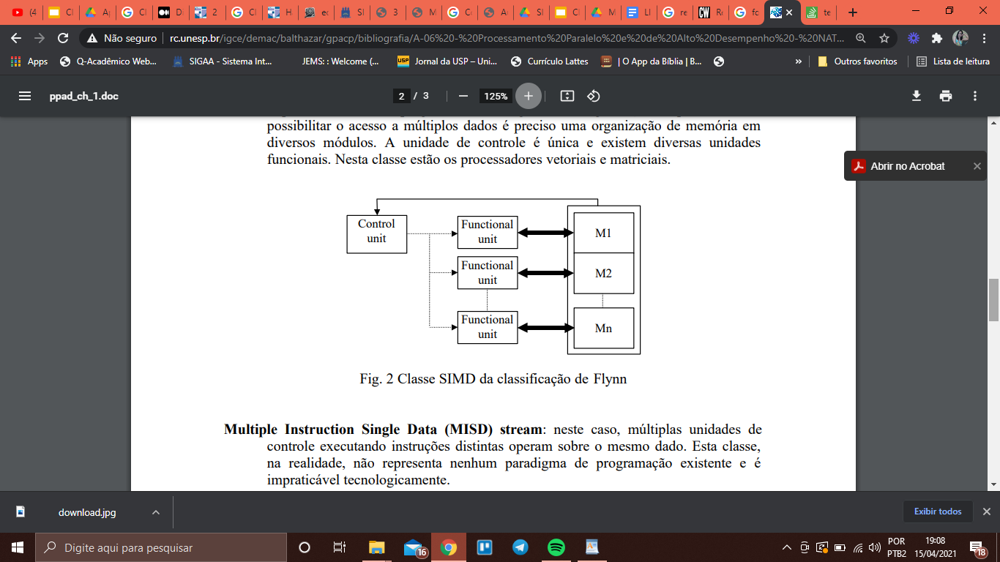 (4
Cl
A
Cl
Di
2
Cl
H
ec
SI
3
M
C
A
SI
Cl
M
LI
re
Re
fc
te
Não seguro
rc.unesp.br/igce/demac/balthazar/gpacp/bibliografia/A-06%20-%20Processamento%20Paralelo%20e%20de%20Alto%20Desempenho%20-%20NAT...
Apps
Q-Acadêmico Web...
SIGAA - Sistema Int...
JEMS: : Welcome (...
USP
Jornal da USP – Uni...
Currículo Lattes
| O App da Bíblia | B...
»
Outros favoritos
Lista de leitura
ppad_ch_1.doc
2 / 3
125%
possibilitar o acesso a múltiplos dados é preciso uma organização de memória em
diversos módulos. A unidade de controle é única e existem diversas unidades
funcionais. Nesta classe estão os processadores vetoriais e matriciais.
Abrir no Acrobat
Control
unit
Functional
unit
M1
Functional
unit
M2
Functional
unit
Mn
Fig. 2 Classe SIMD da classificação de Flynn
Multiple Instruction Single Data (MISD) stream: neste caso, múltiplas unidades de
controle executando instruções distintas operam sobre o mesmo dado. Esta classe,
na realidade, não representa nenhum paradigma de programação existente e é
impraticável tecnologicamente.
download.jpg
Exibir todos
Digite aqui para pesquisar
16
POR
PTB2
19:08
15/04/2021
18